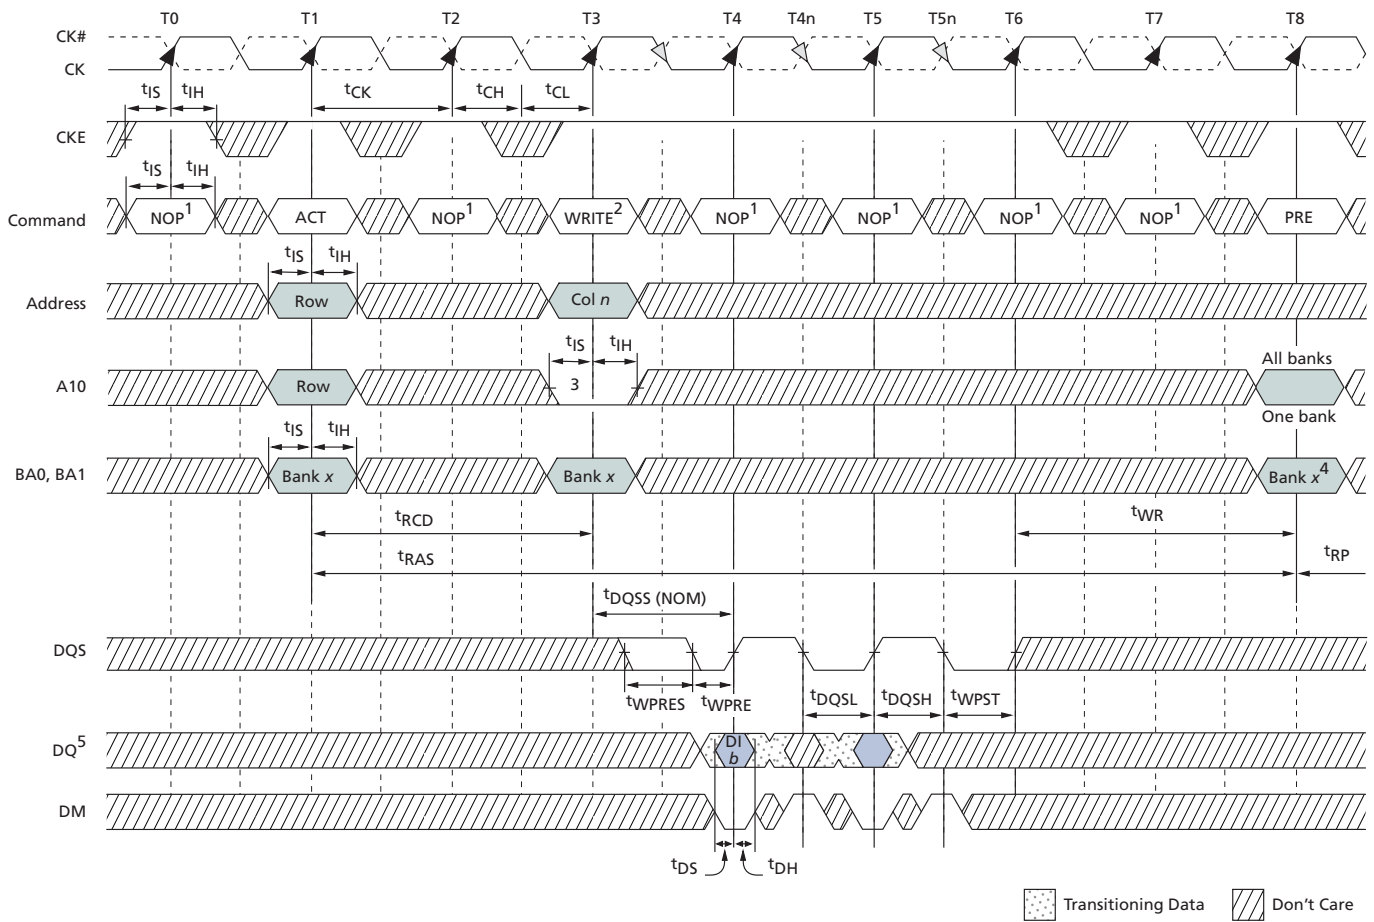 T0 T1 T2 T3 T4 T4n T5 T5n T6 T7 T8
CK#
CK
tIS tIH tCK tCH tCL
CKE
tIS tIH
Command NOP1 ACT NOP1 WRITE2 NOP1 NOP1 NOP1 NOP1 PRE
tIS tIH
Address Row Col n
tIS tIH
All banks
A10 Row 3
One bank
tIS tIH
BA0, BA1 Bank x Bank x Bank x4
tRCD tWR
tRAS tRP
tDQSS (NOM)
DQS
tWPRES tWPRE tDQSL tDQSH tWPST
DQ5 DI
b
DM
tDS tDH
Transitioning Data Don't Care